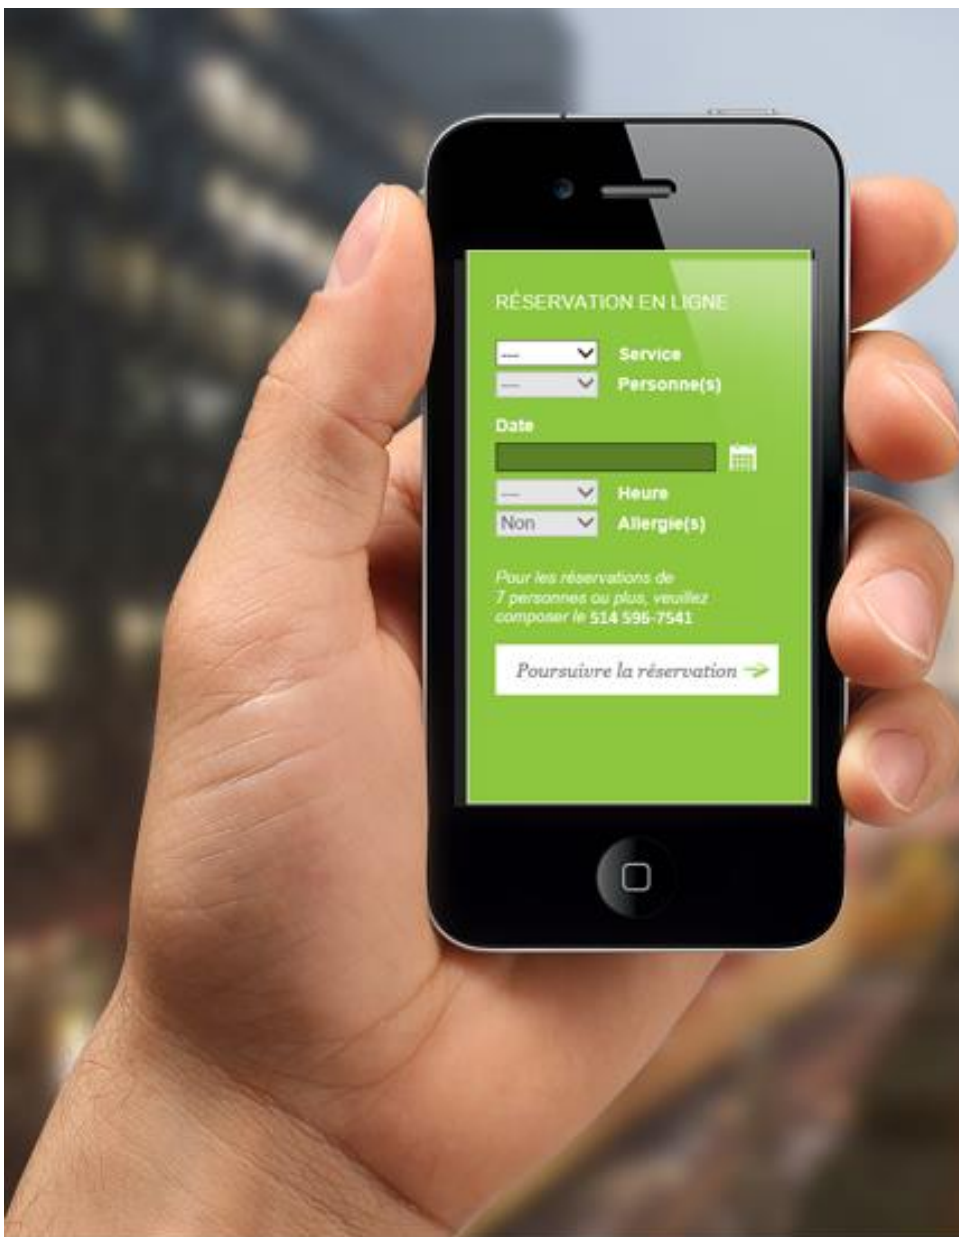 RÉSERVATION EN LIGNE
---- Service
---- Personne(s)
Date
---- Heure
Non Allergie(s)
Pour les réservations de
7 personnes ou plus, veuillez
composer le 514 596-7541
Poursuivre la réservation